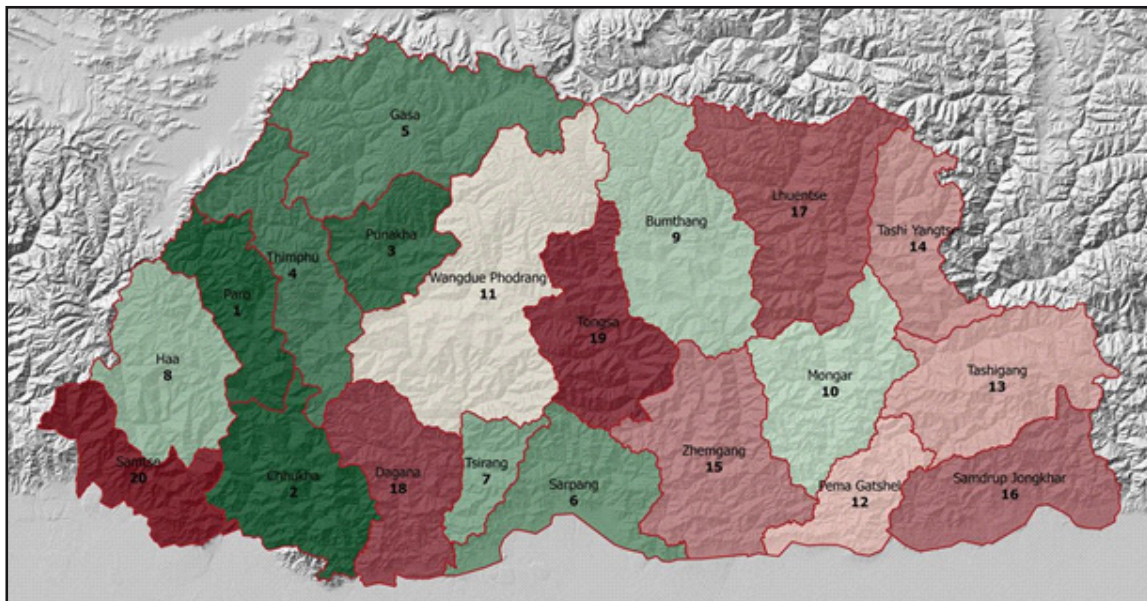 Gasa
5
Punakha
3
Thimphu
4
Paro
1
Haa
8
Samtse
20
Chhukha
2
Dagana
18
Tsirang
7
Sarpang
6
Wangdue Phodrang
11
Tongsa
19
Bumthang
9
Lhuentse
17
Tashi Yangtse
14
Mongar
10
Tashigang
13
Zhemgang
15
Pema Gatshel
12
Samdrup Jongkhar
16